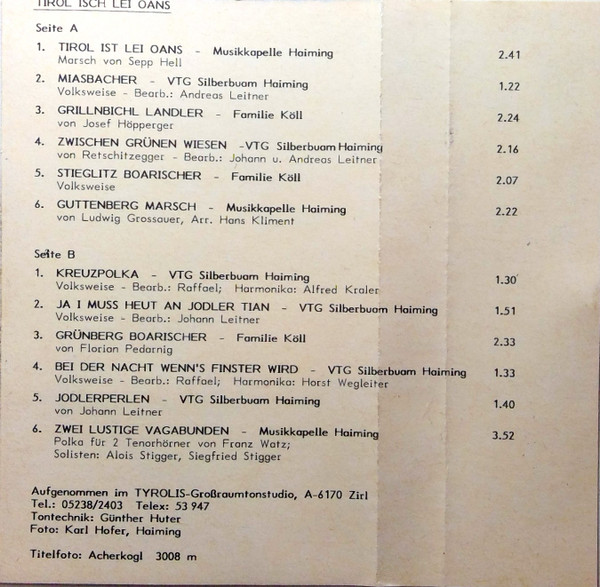 TIROL ISCH LEI OANS
Seite A
1. TIROL IST LEI OANS - Musikkapelle Haiming 2.41
Marsch von Sepp Hell
2. MIASBACHER - VTG Silberbuam Haiming 1.22
Volksweise - Bearb.: Andreas Leitner
3. GRILLNBICHL LANDLER - Familie Köll 2.24
von Josef Höpperger
4. ZWISCHEN GRÜNEN WIESEN -VTG Silberbuam Haiming 2.16
von Retschitzegger - Bearb.: Johann u. Andreas Leitner
5. STIEGLITZ BOARISCHER - Familie Köll 2.07
Volksweise
6. GUTTENBERG MARSCH - Musikkapelle Haiming 2.22
von Ludwig Grossauer, Arr. Hans Kliment
Seite B
1. KREUZPOLKA - VTG Silberbuam Haiming 1.30
Volksweise - Bearb.: Raffael; Harmonika: Alfred Kraler
2. JA I MUSS HEUT AN JODLER TIAN - VTG Silberbuam Haiming 1.51
Volksweise - Bearb.: Johann Leitner
3. GRÜNBERG BOARISCHER - Familie Köll 2.33
von Florian Pedarnig
4. BEI DER NACHT WENN'S FINSTER WIRD - VTG Silberbuam Haiming 1.33
Volksweise - Bearb.: Raffael; Harmonika: Horst Wegleiter
5. JODLERPERLEN - VTG Silberbuam Haiming 1.40
von Johann Leitner
6. ZWEI LUSTIGE VAGABUNDEN - Musikkapelle Haiming 3.52
Polka für 2 Tenorhörner von Franz Watz;
Solisten: Alois Stigger, Siegfried Stigger
Aufgenommen im TYROLIS-Großraumtonstudio, A-6170 Zirl
Tel.: 05238/2403 Telex: 53 947
Tontechnik: Günther Huter
Foto: Karl Hofer, Haiming
Titelfoto: Acherkogl 3008 m